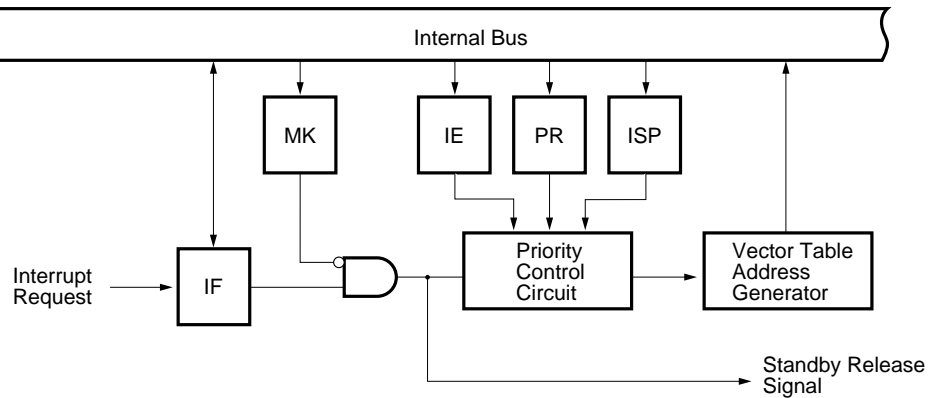 Internal Bus
MK
IE
PR
ISP
Interrupt
Request
IF
Priority
Control
Circuit
Vector Table
Address
Generator
Standby Release
Signal